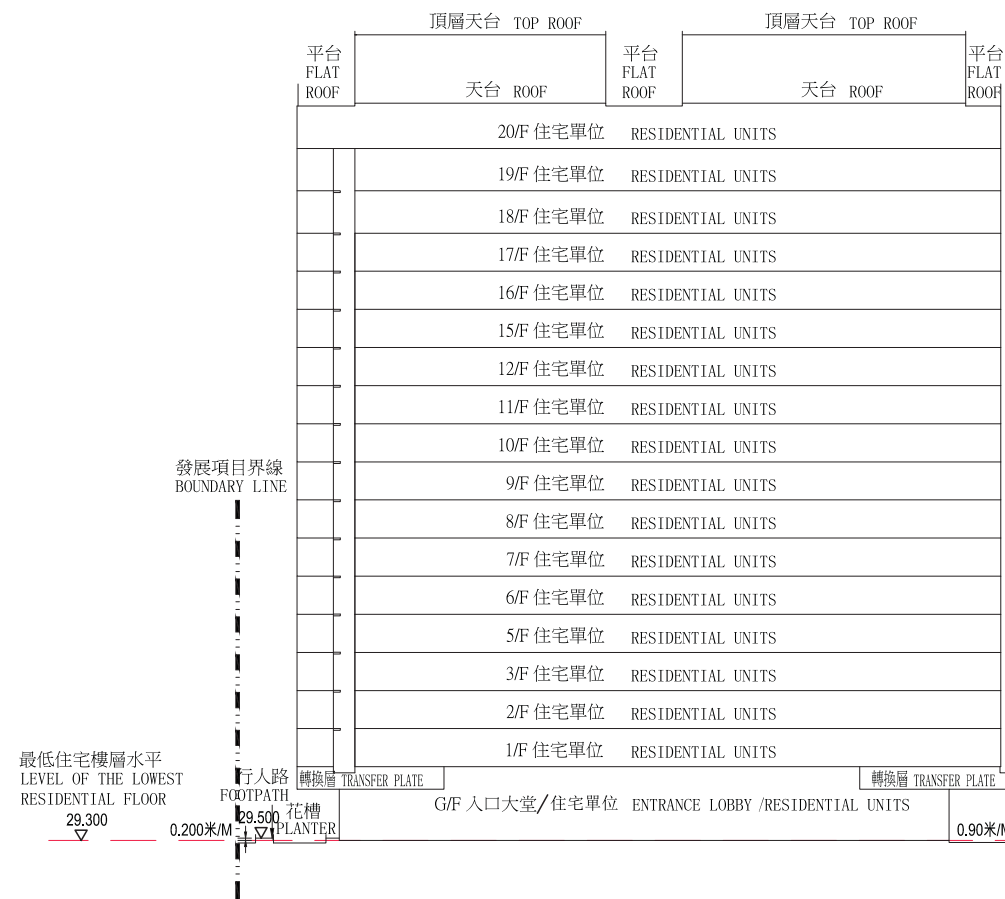 頂層天台 TOP ROOF
頂層天台 TOP ROOF
平台
FLAT
ROOF
平台
FLAT
ROOF
平台
FLAT
ROOF
天台 ROOF
天台 ROOF
20/F 住宅單位 RESIDENTIAL UNITS
19/F 住宅單位 RESIDENTIAL UNITS
18/F 住宅單位 RESIDENTIAL UNITS
17/F 住宅單位 RESIDENTIAL UNITS
16/F 住宅單位 RESIDENTIAL UNITS
15/F 住宅單位 RESIDENTIAL UNITS
12/F 住宅單位 RESIDENTIAL UNITS
11/F 住宅單位 RESIDENTIAL UNITS
10/F 住宅單位 RESIDENTIAL UNITS
9/F 住宅單位 RESIDENTIAL UNITS
8/F 住宅單位 RESIDENTIAL UNITS
7/F 住宅單位 RESIDENTIAL UNITS
6/F 住宅單位 RESIDENTIAL UNITS
5/F 住宅單位 RESIDENTIAL UNITS
3/F 住宅單位 RESIDENTIAL UNITS
2/F 住宅單位 RESIDENTIAL UNITS
1/F 住宅單位 RESIDENTIAL UNITS
發展項目界線
BOUNDARY LINE
轉換層 TRANSFER PLATE
轉換層 TRANSFER PLATE
G/F 入口大堂/住宅單位 ENTRANCE LOBBY /RESIDENTIAL UNITS
最低住宅樓層水平
LEVEL OF THE LOWEST
RESIDENTIAL FLOOR
29.300
行人路
FOOTPATH
29.500
0.200米/M
花槽
PLANTER
0.90米/M